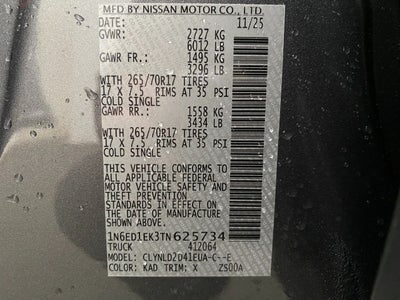 MFD BY NISSAN MOTOR CO., LTD.
DATE: 11/25
GVWR: 2727 KG
6012 LB
GAWR FR.: 1495 KG
3296 LB
WITH 265/70R17 TIRES
17 X 7.5 RIMS AT 35 PSI
COLD SINGLE
GAWR RR.: 1558 KG
3434 LB
WITH 265/70R17 TIRES
17 X 7.5 RIMS AT 35 PSI
COLD SINGLE
THIS VEHICLE CONFORMS TO
ALL APPLICABLE FEDERAL
MOTOR VEHICLE SAFETY AND
THEFT PREVENTION
STANDARDS IN EFFECT ON
THE DATE OF MANUFACTURE
SHOWN ABOVE.
1N6ED1EK3TN625734
TRUCK 412064
MODEL: CLYNLD2D41EUA-C--E
COLOR: KAD TRIM: X ZS00A